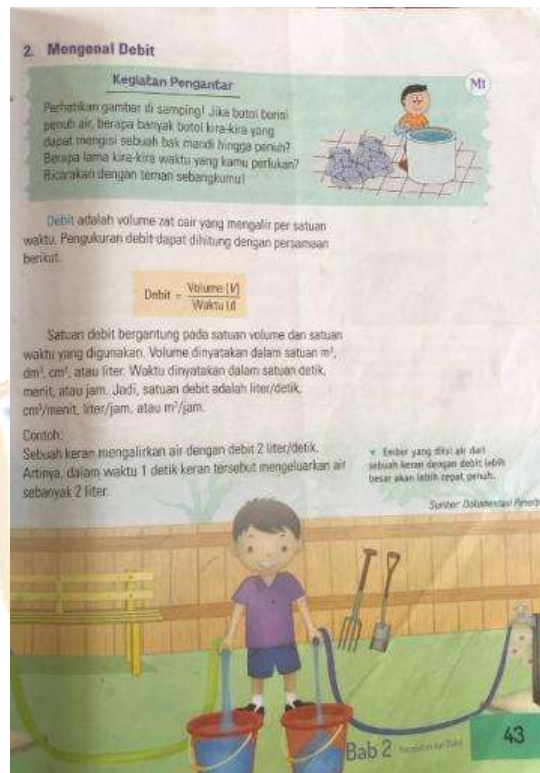 2. Mengenal Debit
Kegiatan Pengantar
M1
Perhatikan gambar di samping! Jika botol berisi
penuh air, berapa banyak botol kira-kira yang
dapat mengisi sebuah bak mandi hingga penuh?
Berapa lama kira-kira waktu yang kamu perlukan?
Bicarakan dengan teman sebangkumu!
Debit adalah volume zat cair yang mengalir per satuan
waktu. Pengukuran debit dapat dihitung dengan persamaan
berikut.
Debit = Volume (V)
Waktu (t)
Satuan debit bergantung pada satuan volume dan satuan
waktu yang digunakan. Volume dinyatakan dalam satuan m³,
dm³, cm³, atau liter. Waktu dinyatakan dalam satuan detik,
menit, atau jam. Jadi, satuan debit adalah liter/detik,
cm³/menit, liter/jam, atau m³/jam.
Contoh:
Sebuah keran mengalirkan air dengan debit 2 liter/detik.
Artinya, dalam waktu 1 detik keran tersebut mengeluarkan air
sebanyak 2 liter.
Ember yang diisi air dari
sebuah keran dengan debit lebih
besar akan lebih cepat penuh.
Sumber: Dokumentasi Penerbit
Bab 2
43